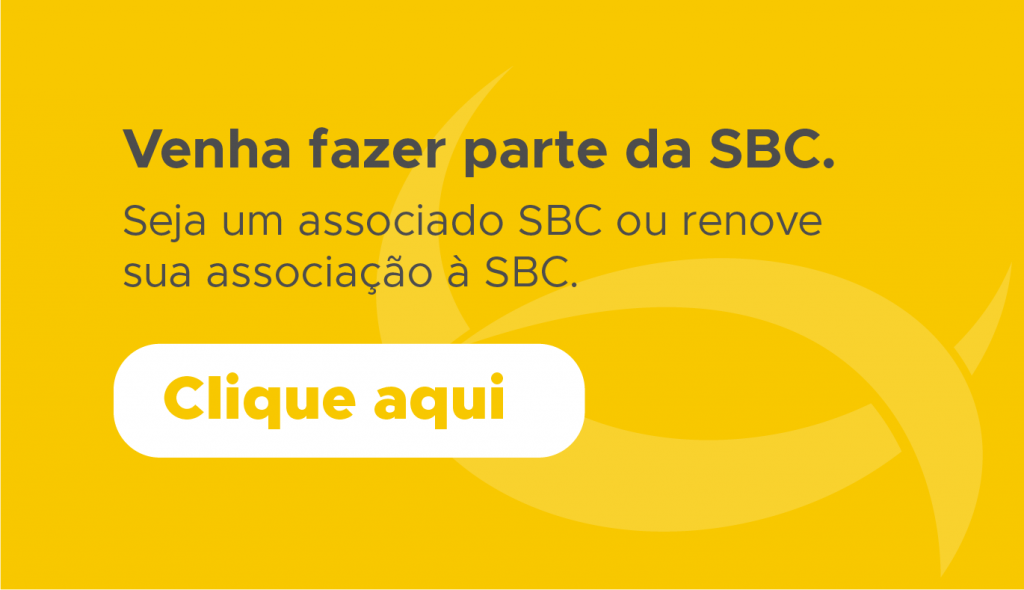 Venha fazer parte da SBC.
Seja um associado SBC ou renove
sua associação à SBC.
Clique aqui